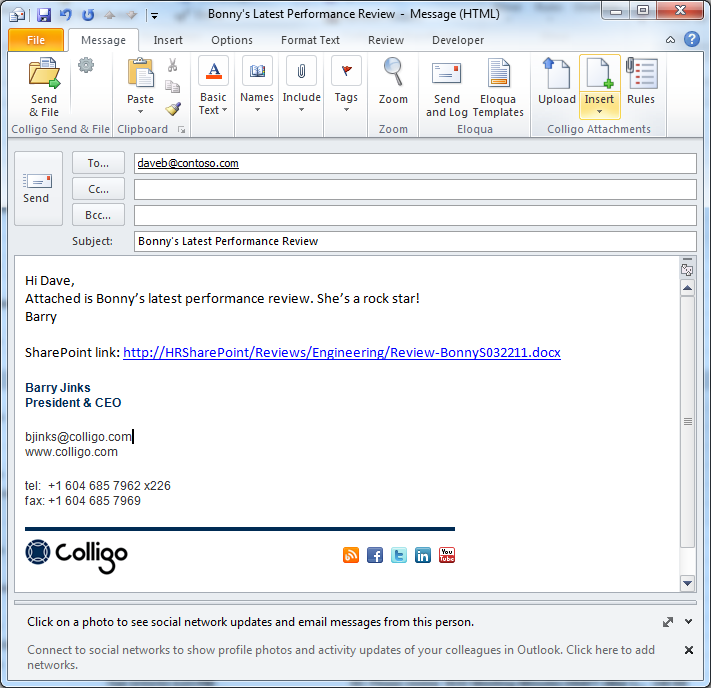 Bonny's Latest Performance Review - Message (HTML)
File Message Insert Options Format Text Review Developer
Send & File
Paste
Basic Text
Names
Include
Tags
Zoom
Send and Log
Eloqua Templates
Upload
Insert
Rules
Colligo Send & File Clipboard Zoom Eloqua Colligo Attachments
Send
To... daveb@contoso.com
Cc...
Bcc...
Subject: Bonny's Latest Performance Review
Hi Dave,
Attached is Bonny's latest performance review. She's a rock star!
Barry
SharePoint link: http://HRSharePoint/Reviews/Engineering/Review-BonnyS032211.docx
Barry Jinks
President & CEO
bjinks@colligo.com
www.colligo.com
tel: +1 604 685 7962 x226
fax: +1 604 685 7969
Colligo
You Tube
Click on a photo to see social network updates and email messages from this person.
Connect to social networks to show profile photos and activity updates of your colleagues in Outlook. Click here to add
networks.